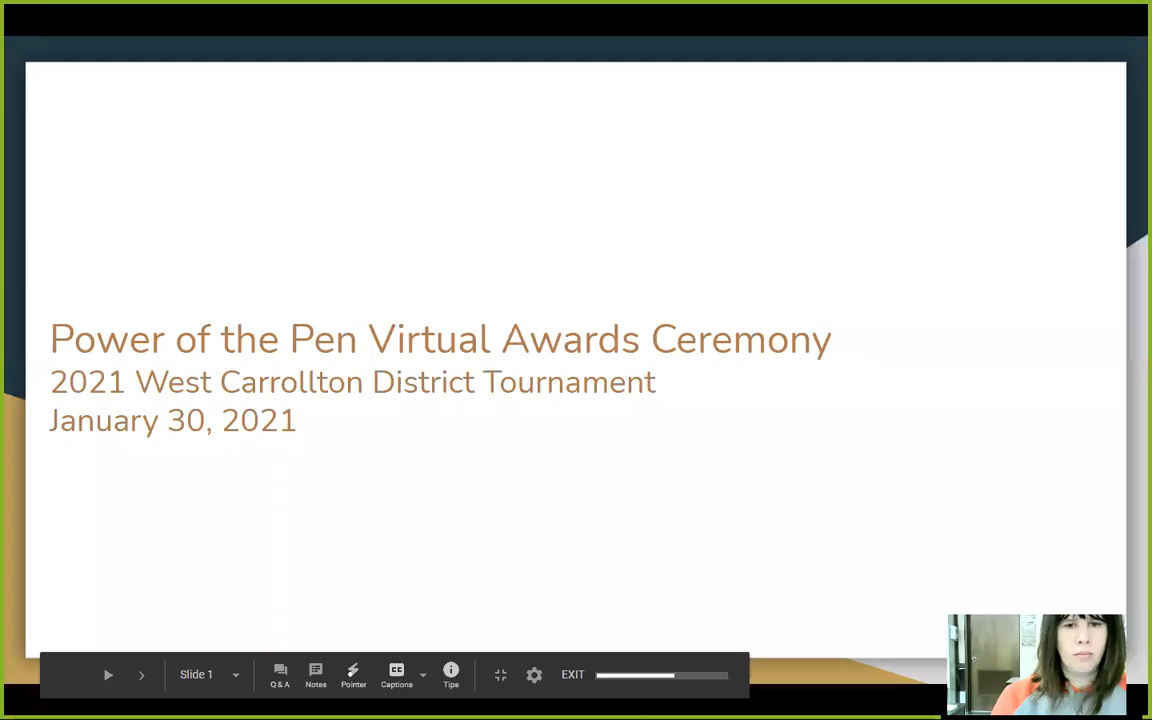 Power of the Pen Virtual Awards Ceremony
2021 West Carrollton District Tournament
January 30, 2021
Slide 1
Q & A
Notes
Pointer
CC
Captions
Tips
EXIT